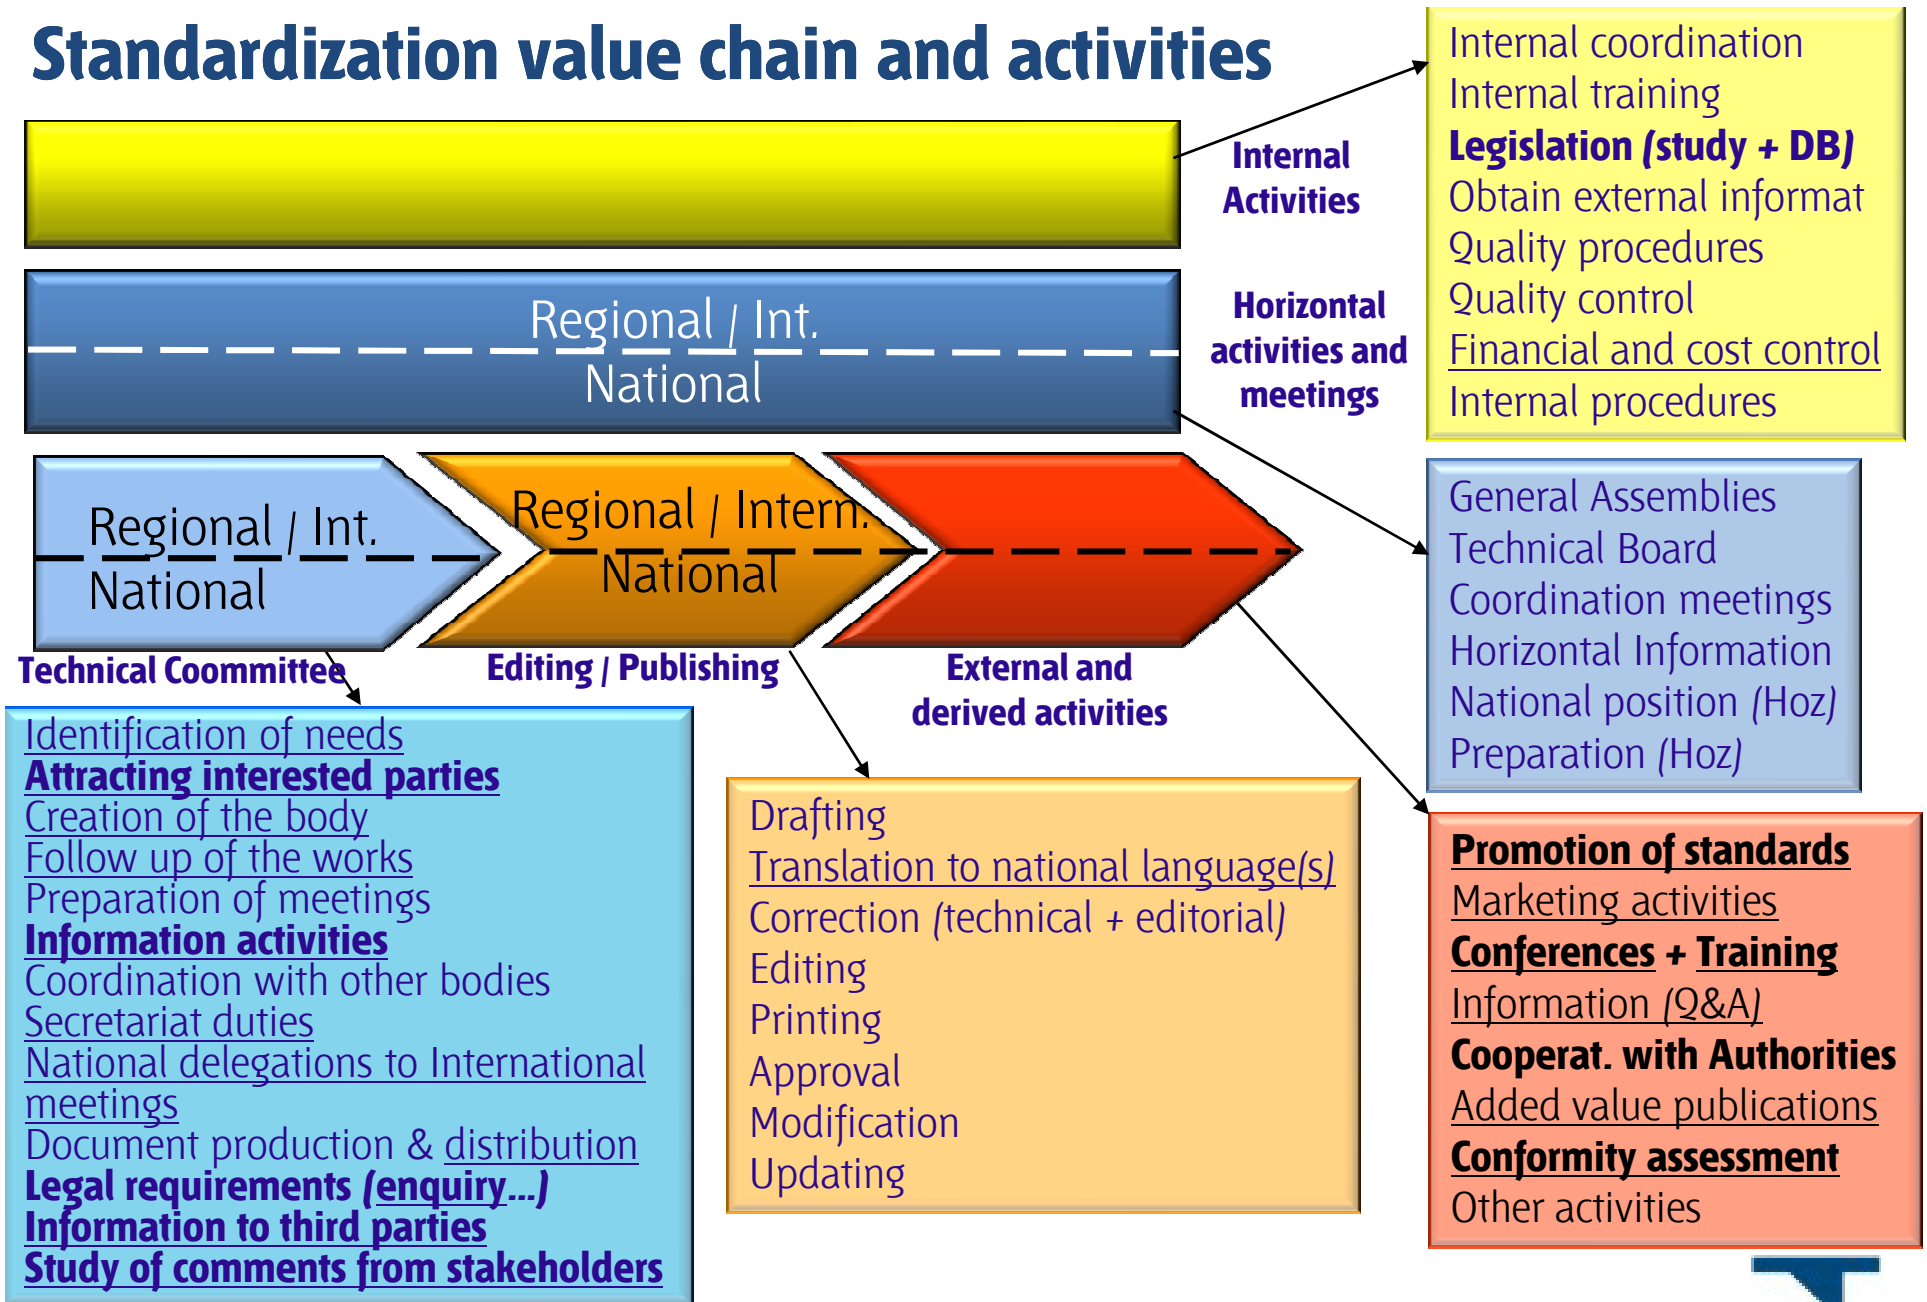 Standardization value chain and activities
Internal
Activities
Internal coordination
Internal training
Legislation (study + DB)
Obtain external informat
Quality procedures
Quality control
Financial and cost control
Internal procedures
Regional / Int.
National
Horizontal
activities and
meetings
General Assemblies
Technical Board
Coordination meetings
Horizontal Information
National position (Hoz)
Preparation (Hoz)
Regional / Int.
National
Technical Coommittee
Regional / Intern.
National
Editing / Publishing
External and
derived activities
Identification of needs
Attracting interested parties
Creation of the body
Follow up of the works
Preparation of meetings
Information activities
Coordination with other bodies
Secretariat duties
National delegations to International
meetings
Document production & distribution
Legal requirements (enquiry...)
Information to third parties
Study of comments from stakeholders
Drafting
Translation to national language(s)
Correction (technical + editorial)
Editing
Printing
Approval
Modification
Updating
Promotion of standards
Marketing activities
Conferences + Training
Information (Q&A)
Cooperat. with Authorities
Added value publications
Conformity assessment
Other activities